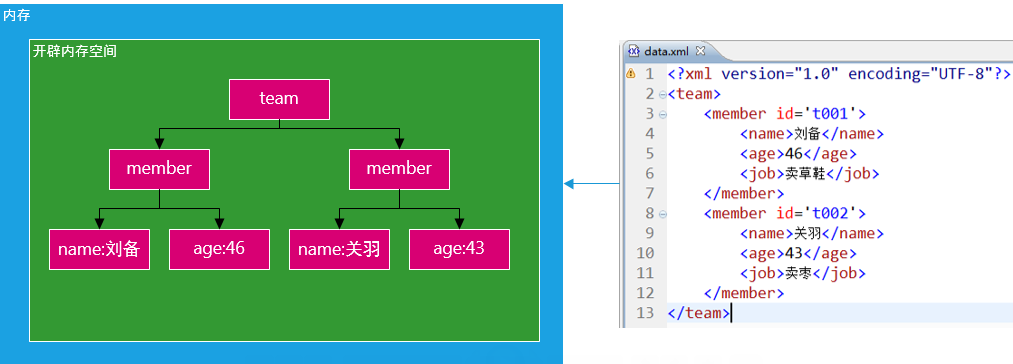 内存
开辟内存空间
team
member
member
name:刘备
age:46
name:关羽
age:43
data.xml
1 <?xml version="1.0" encoding="UTF-8"?>
2 <team>
3 <member id='t001'>
4 <name>刘备</name>
5 <age>46</age>
6 <job>卖草鞋</job>
7 </member>
8 <member id='t002'>
9 <name>关羽</name>
10 <age>43</age>
11 <job>卖枣</job>
12 </member>
13 </team>